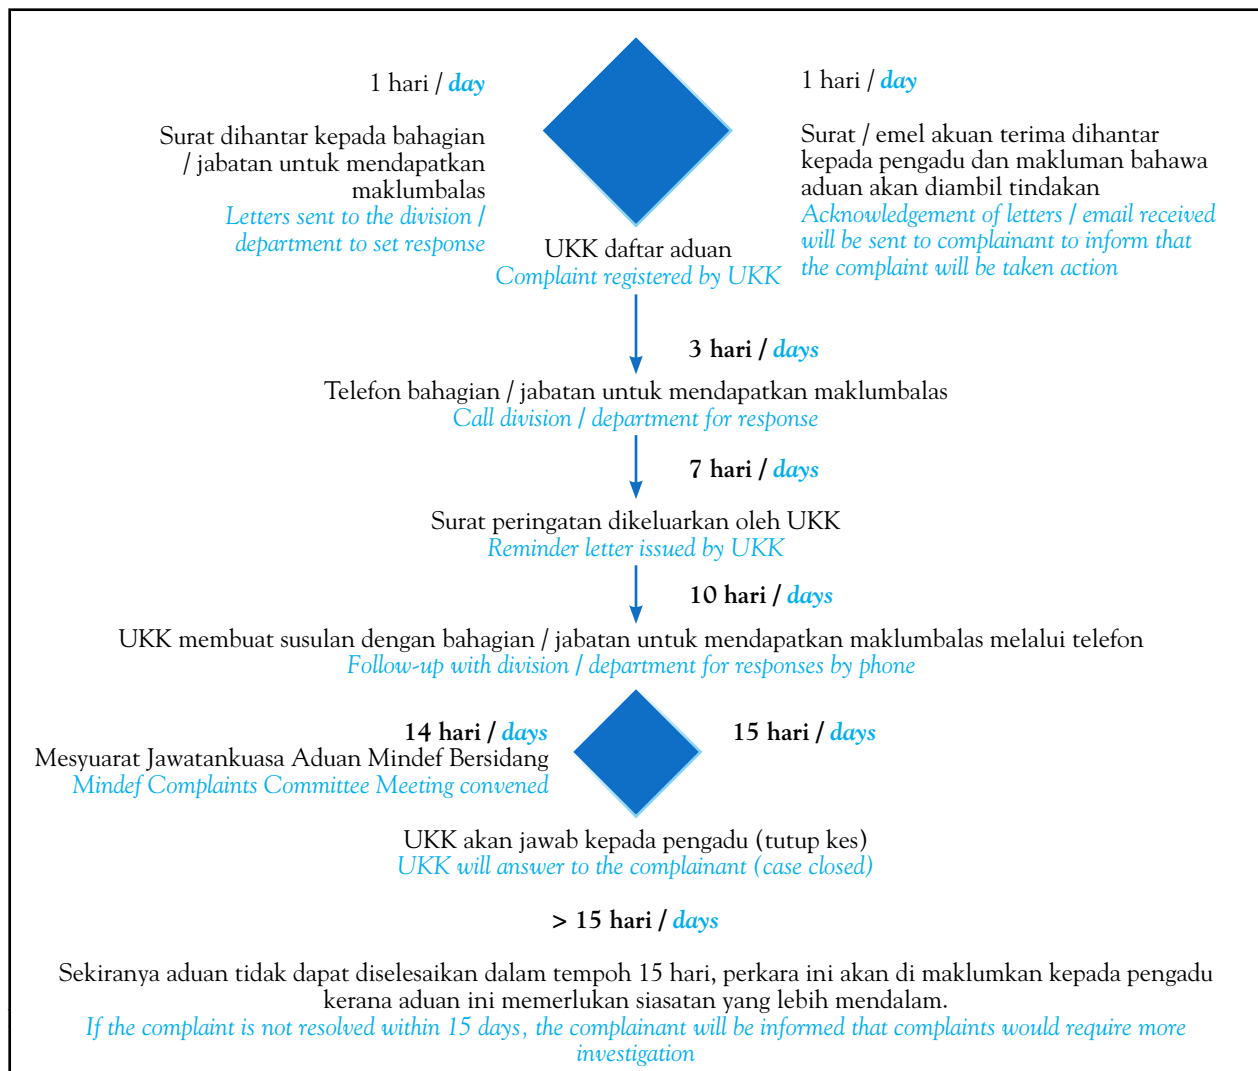 1 hari / day
Surat dihantar kepada bahagian
/ jabatan untuk mendapatkan
maklumbalas
Letters sent to the division /
department to set response
1 hari / day
Surat / emel akuan terima dihantar
kepada pengadu dan makluman bahawa
aduan akan diambil tindakan
Acknowledgement of letters / email received
will be sent to complainant to inform that
the complaint will be taken action
UKK daftar aduan
Complaint registered by UKK
3 hari / days
Telefon bahagian / jabatan untuk mendapatkan maklumbalas
Call division / department for response
7 hari / days
Surat peringatan dikeluarkan oleh UKK
Reminder letter issued by UKK
10 hari / days
UKK membuat susulan dengan bahagian / jabatan untuk mendapatkan maklumbalas melalui telefon
Follow-up with division / department for responses by phone
14 hari / days
Mesyuarat Jawatankuasa Aduan Mindef Bersidang
Mindef Complaints Committee Meeting convened
15 hari / days
UKK akan jawab kepada pengadu (tutup kes)
UKK will answer to the complainant (case closed)
> 15 hari / days
Sekiranya aduan tidak dapat diselesaikan dalam tempoh 15 hari, perkara ini akan di maklumkan kepada pengadu
kerana aduan ini memerlukan siasatan yang lebih mendalam.
If the complaint is not resolved within 15 days, the complainant will be informed that complaints would require more
investigation